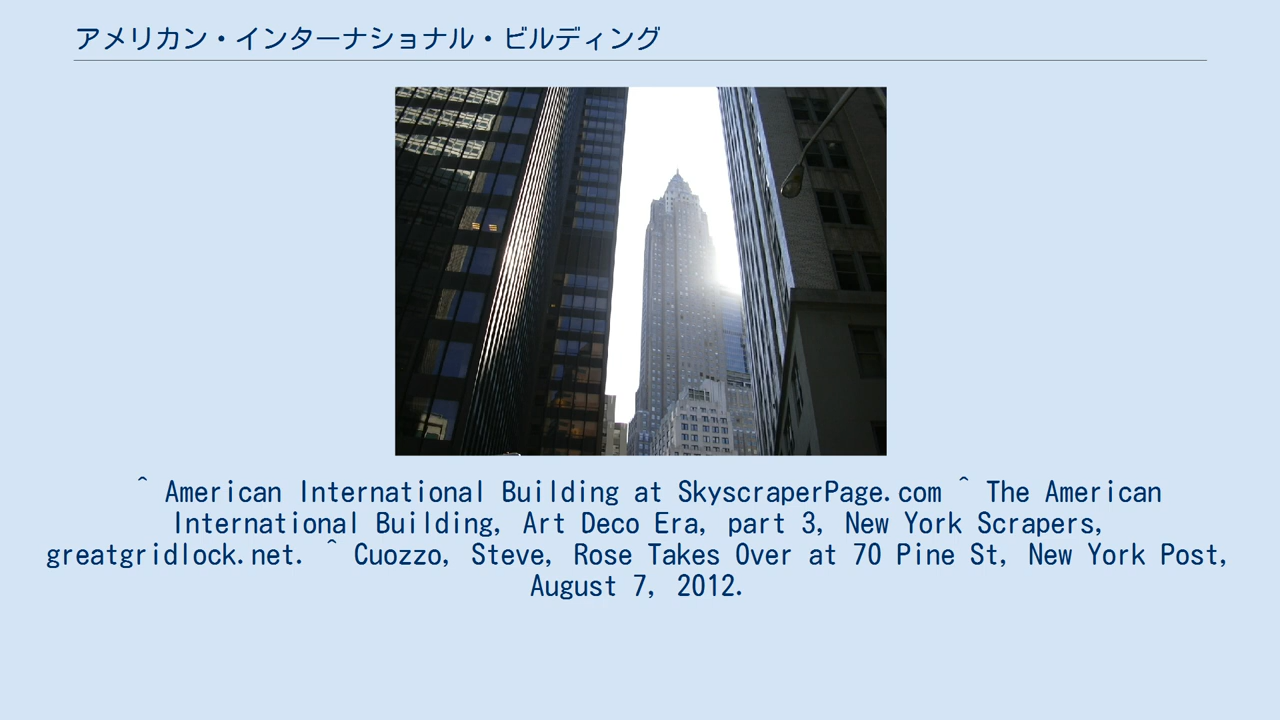 アメリカン・インターナショナル・ビルディング
^ American International Building at SkyscraperPage.com ^ The American
International Building, Art Deco Era, part 3, New York Scrapers,
greatgridlock.net. ^ Cuozzo, Steve, Rose Takes Over at 70 Pine St, New York Post,
August 7, 2012.